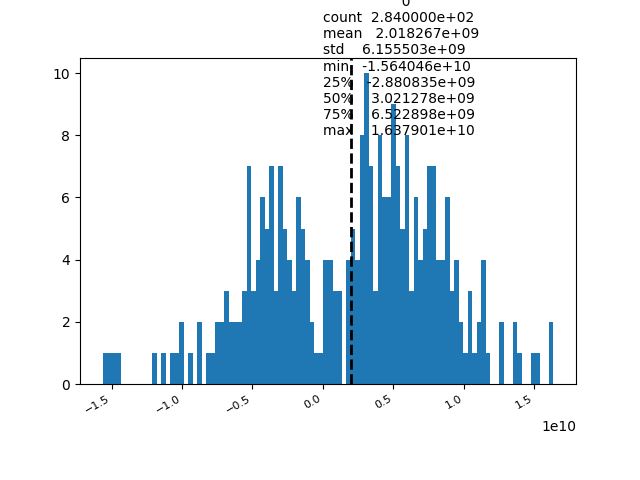 0
count 2.840000e+02
mean 2.018267e+09
std 6.155503e+09
min -1.564046e+10
25% -2.880835e+09
50% 3.021278e+09
75% 6.522898e+09
max 1.637901e+10
10
8
6
4
2
0
-1.5 -1.0 -0.5 0.0 0.5 1.0 1.5
1e10